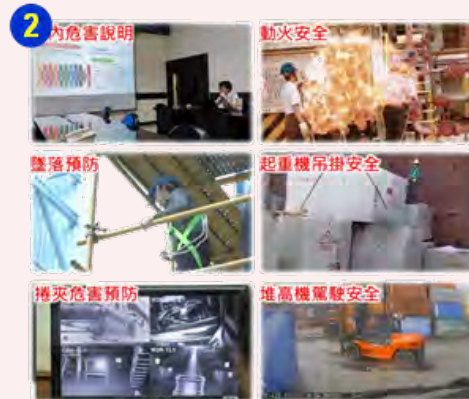 2
內危害說明
動火安全
墜落預防
起重機吊掛安全
捲夾危害預防
堆高機駕駛安全